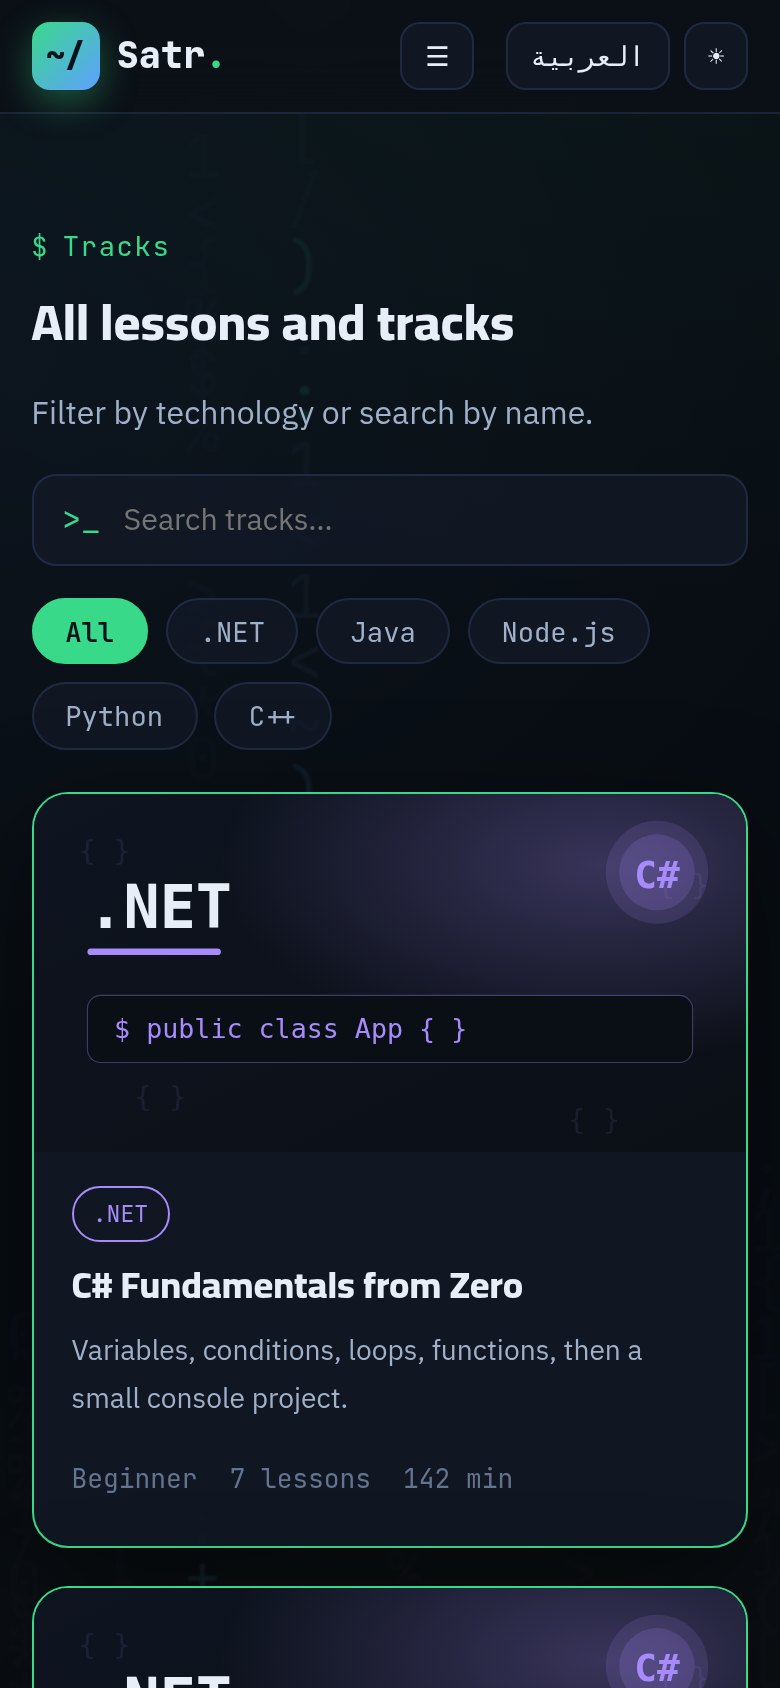 ~/ Satr. ☰ العربية ☀
$ Tracks
All lessons and tracks
Filter by technology or search by name.
>_ Search tracks...
All .NET Java Node.js
Python C++
{ }
C#
.NET
$ public class App { }
{ }
{ }
.NET
C# Fundamentals from Zero
Variables, conditions, loops, functions, then a
small console project.
Beginner 7 lessons 142 min
{ }
C#
.NET